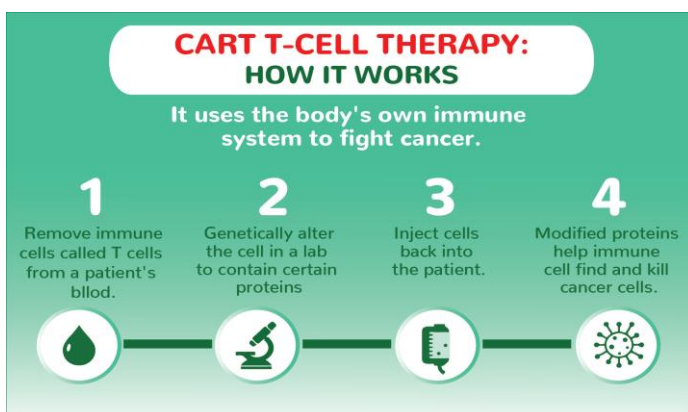 CART T-CELL THERAPY:
HOW IT WORKS
It uses the body's own immune
system to fight cancer.
1
Remove immune
cells called T cells
from a patient's
bllod.
2
Genetically alter
the cell in a lab
to contain certain
proteins
3
Inject cells
back into
the patient.
4
Modified proteins
help immune
cell find and kill
cancer cells.